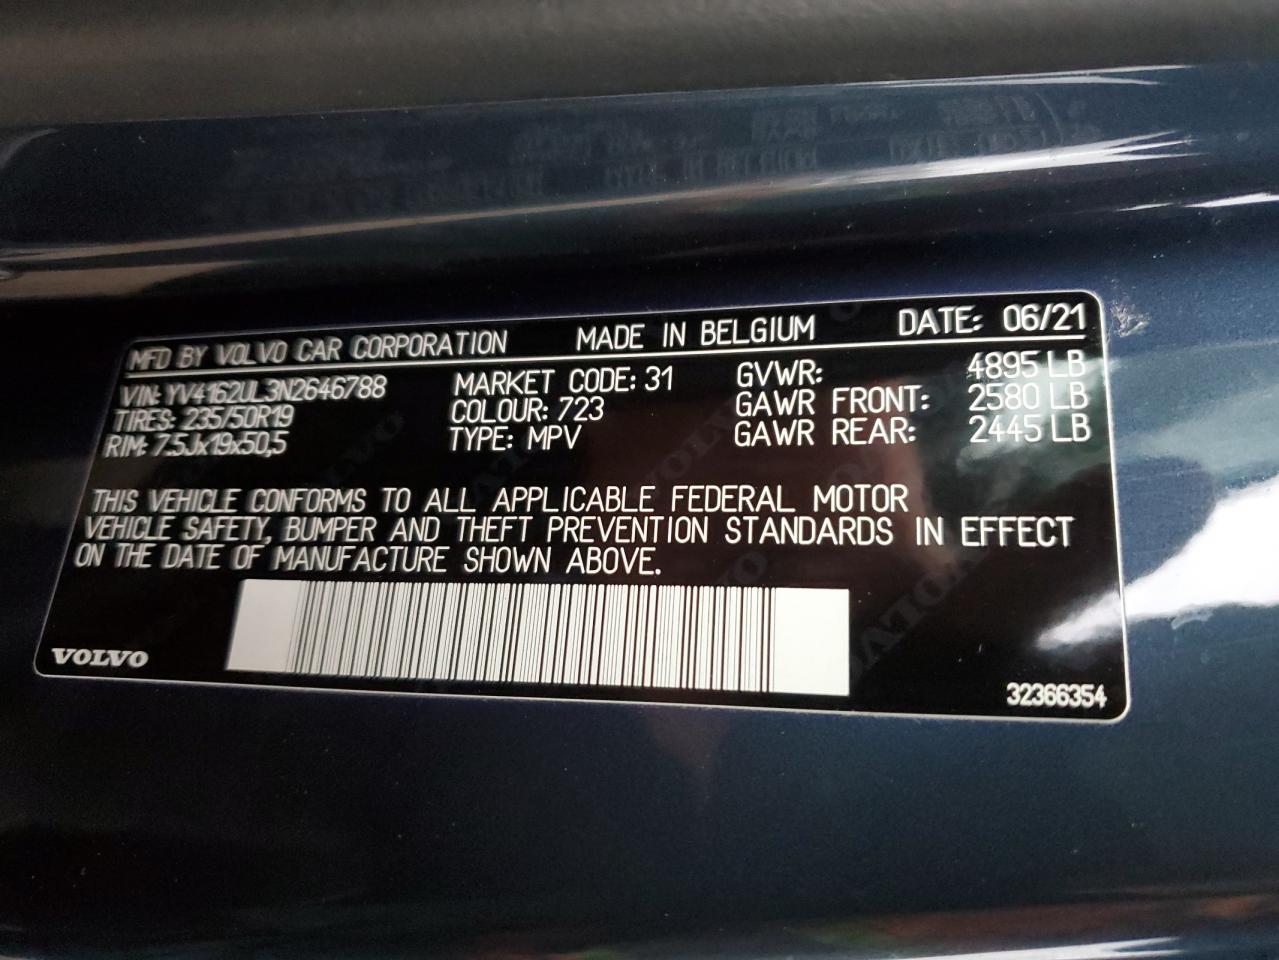 MFD BY VOLVO CAR CORPORATION MADE IN BELGIUM DATE: 06/21
VIN: YV4162UL3N2646788 MARKET CODE: 31 GVWR: 4895 LB
TIRES: 235/50R19 COLOUR: 723 GAWR FRONT: 2580 LB
RIM: 7.5Jx19x50,5 TYPE: MPV GAWR REAR: 2445 LB
THIS VEHICLE CONFORMS TO ALL APPLICABLE FEDERAL MOTOR
VEHICLE SAFETY, BUMPER AND THEFT PREVENTION STANDARDS IN EFFECT
ON THE DATE OF MANUFACTURE SHOWN ABOVE.
VOLVO
32366354